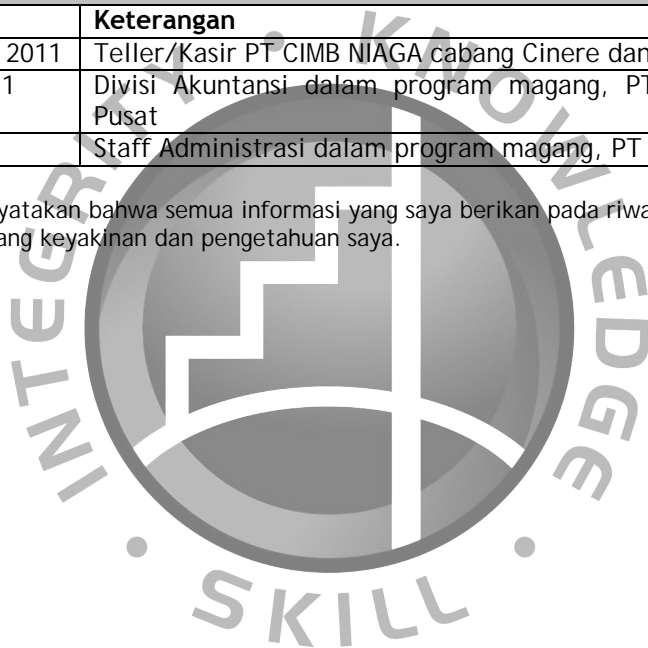 Keterangan
2011 Teller/Kasir PT CIMB NIAGA cabang Cinere dan
1 Divisi Akuntansi dalam program magang, PT
Pusat
Staff Administrasi dalam program magang, PT
yatakan bahwa semua informasi yang saya berikan pada riwa
ang keyakinan dan pengetahuan saya.
INTEGRITY • KNOWLEDGE • SKILL •